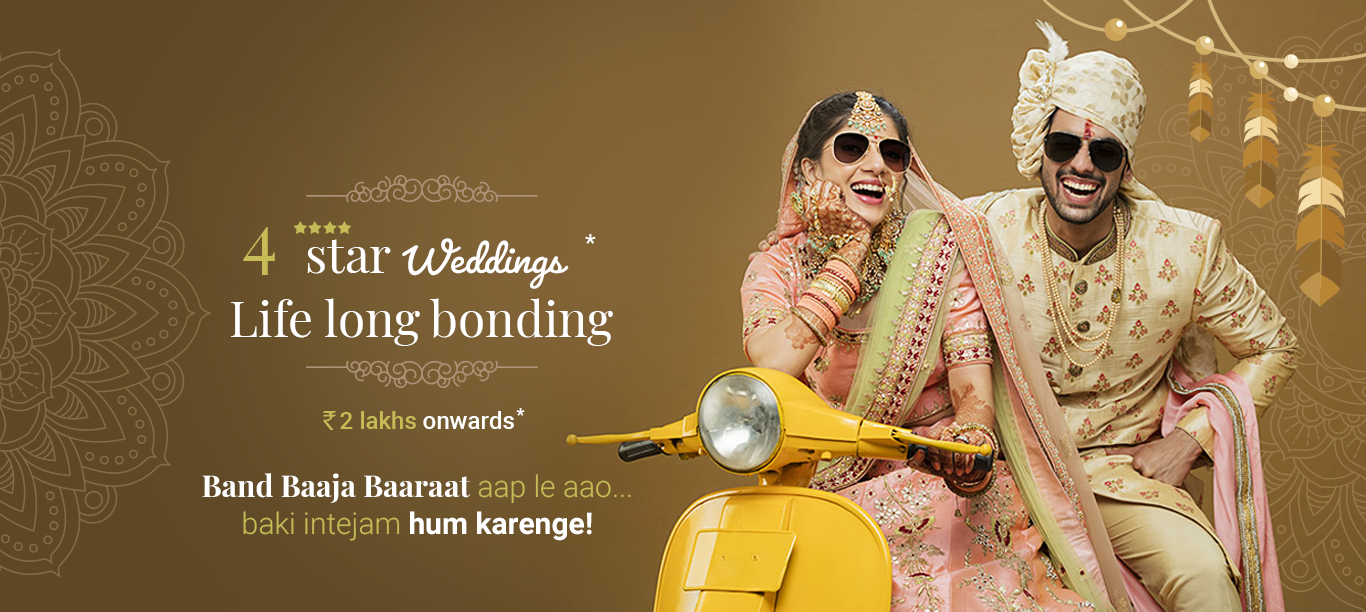 4 star Weddings*
Life long bonding
₹2 lakhs onwards*
Band Baaja Baaraat aap le aao...
baki intejam hum karenge!